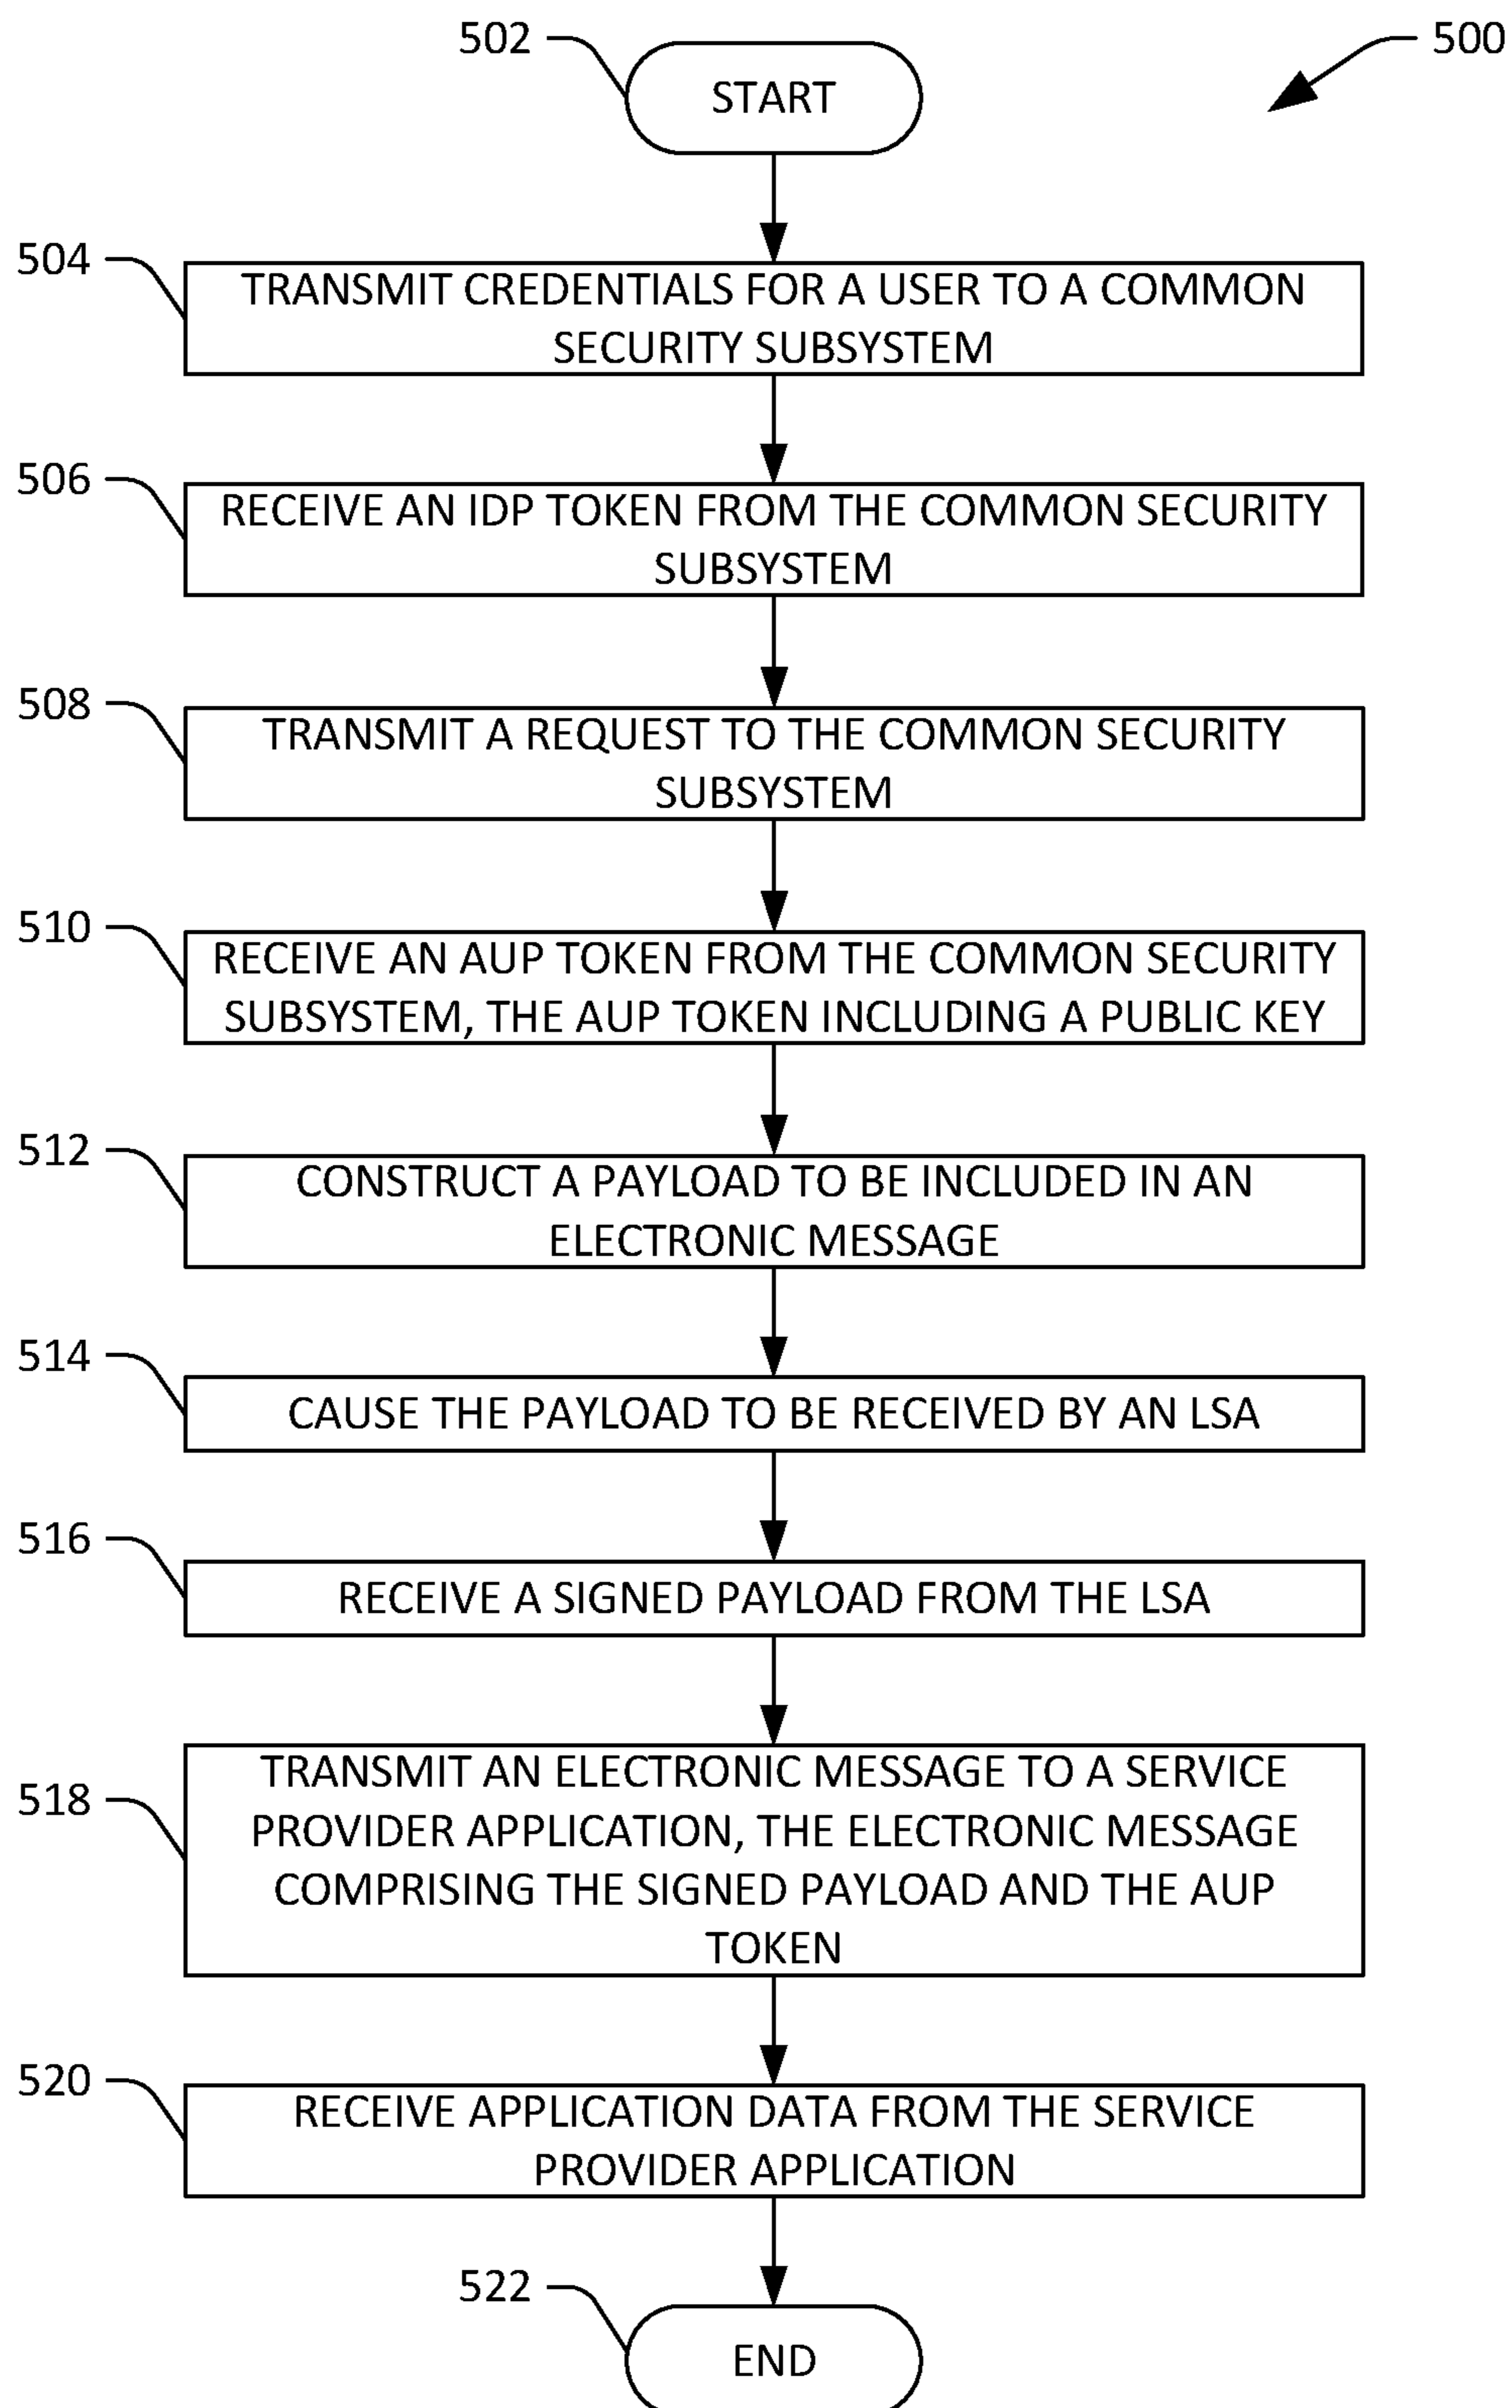 502
500
START
504
TRANSMIT CREDENTIALS FOR A USER TO A COMMON
SECURITY SUBSYSTEM
506
RECEIVE AN IDP TOKEN FROM THE COMMON SECURITY
SUBSYSTEM
508
TRANSMIT A REQUEST TO THE COMMON SECURITY
SUBSYSTEM
510
RECEIVE AN AUP TOKEN FROM THE COMMON SECURITY
SUBSYSTEM, THE AUP TOKEN INCLUDING A PUBLIC KEY
512
CONSTRUCT A PAYLOAD TO BE INCLUDED IN AN
ELECTRONIC MESSAGE
514
CAUSE THE PAYLOAD TO BE RECEIVED BY AN LSA
516
RECEIVE A SIGNED PAYLOAD FROM THE LSA
518
TRANSMIT AN ELECTRONIC MESSAGE TO A SERVICE
PROVIDER APPLICATION, THE ELECTRONIC MESSAGE
COMPRISING THE SIGNED PAYLOAD AND THE AUP
TOKEN
520
RECEIVE APPLICATION DATA FROM THE SERVICE
PROVIDER APPLICATION
522
END